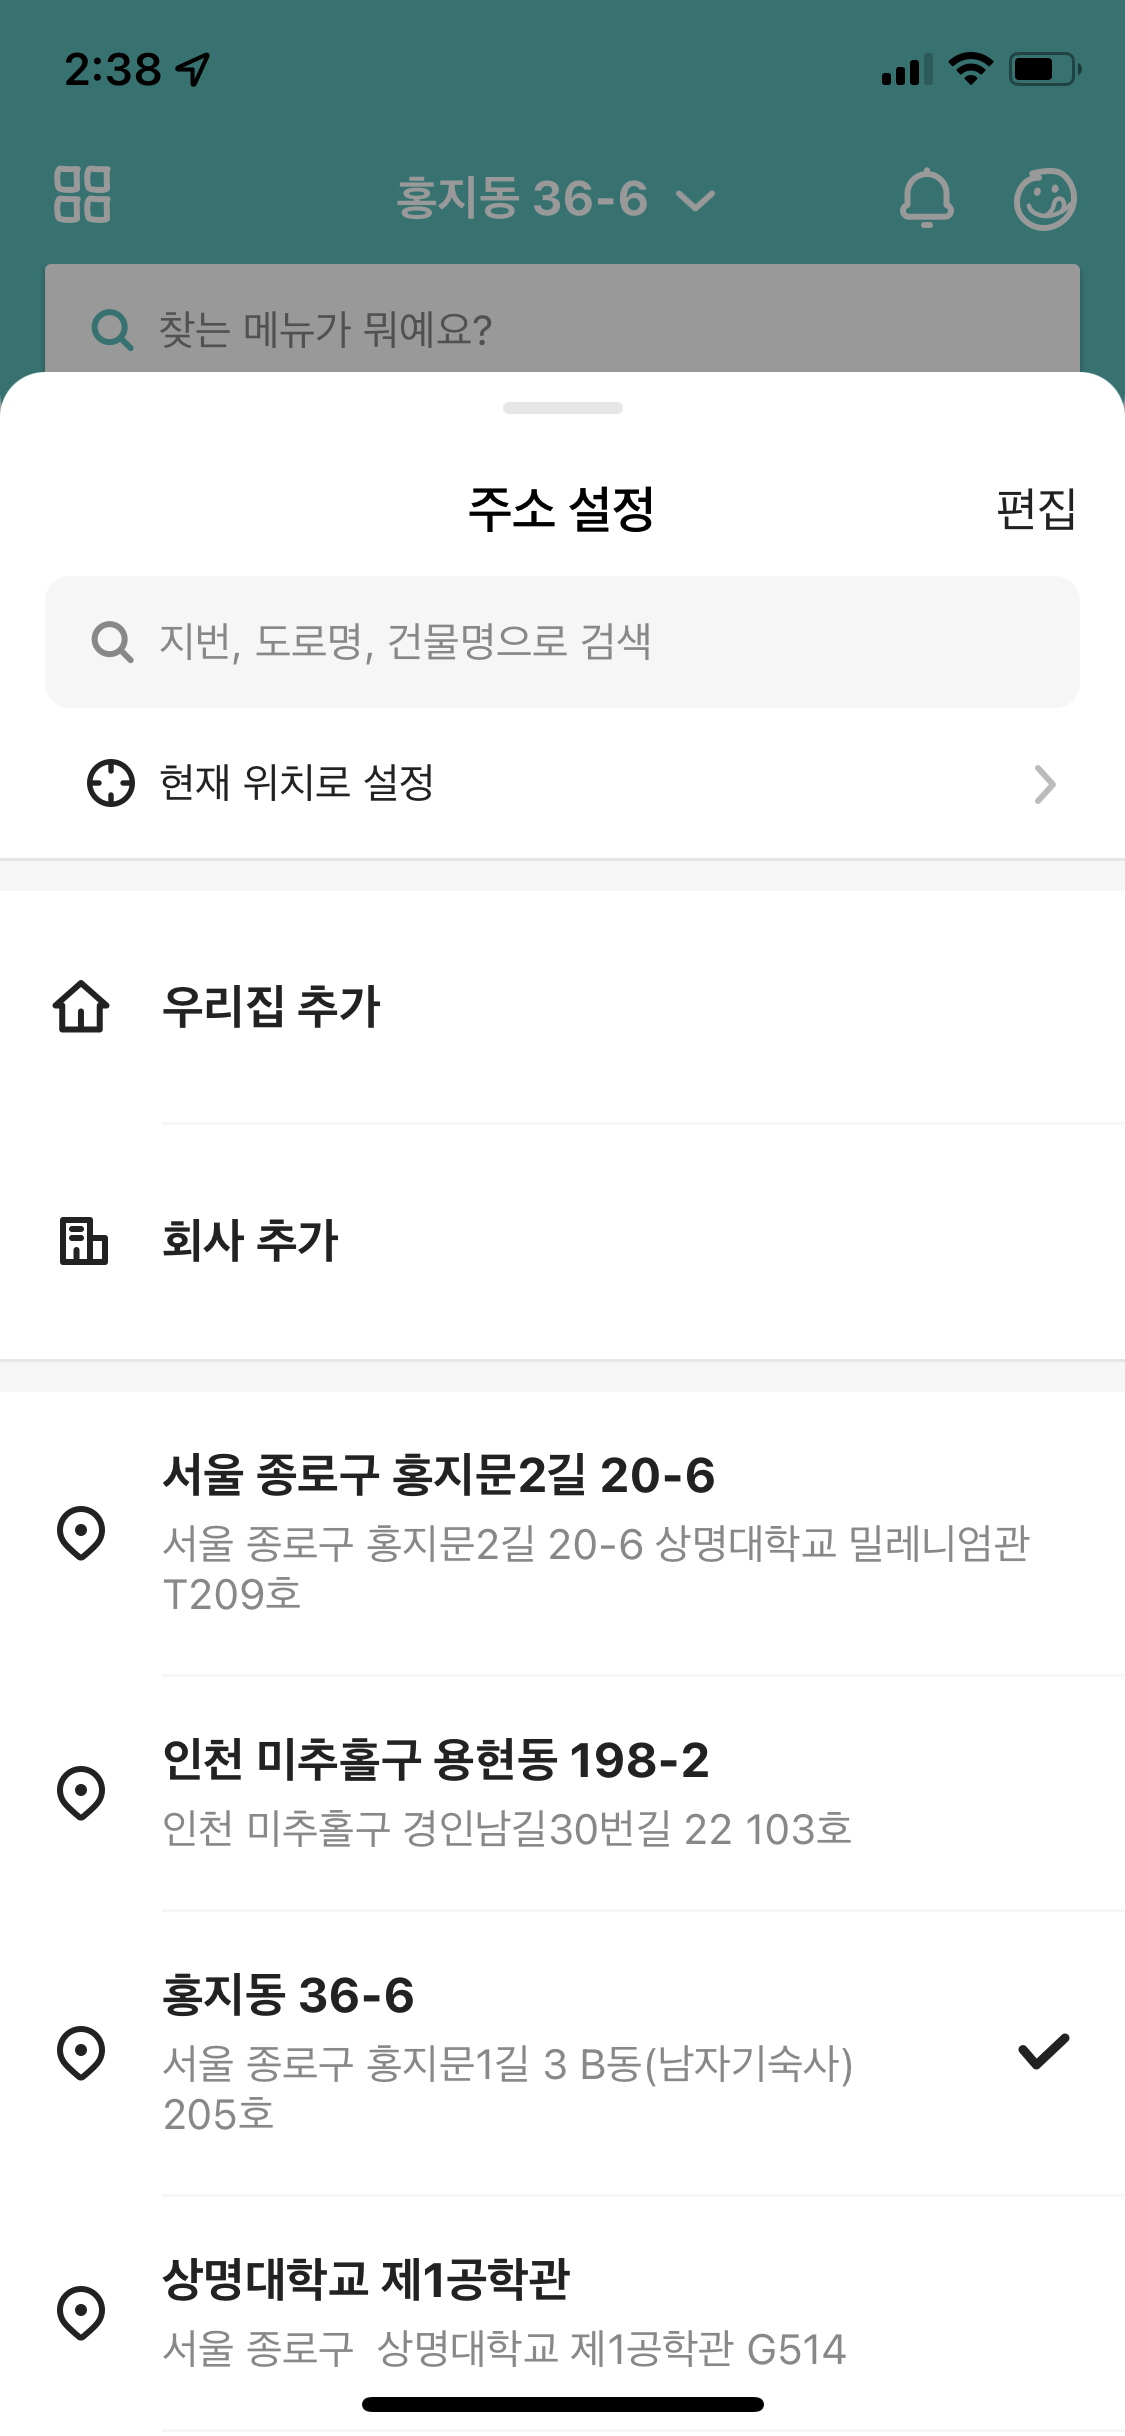 2:38
홍지동 36-6
찾는 메뉴가 뭐예요?
주소 설정
편집
지번, 도로명, 건물명으로 검색
현재 위치로 설정
우리집 추가
회사 추가
서울 종로구 홍지문2길 20-6
서울 종로구 홍지문2길 20-6 상명대학교 밀레니엄관
T209호
인천 미추홀구 용현동 198-2
인천 미추홀구 경인남길30번길 22 103호
홍지동 36-6
서울 종로구 홍지문1길 3 B동(남자기숙사)
205호
상명대학교 제1공학관
서울 종로구  상명대학교 제1공학관 G514